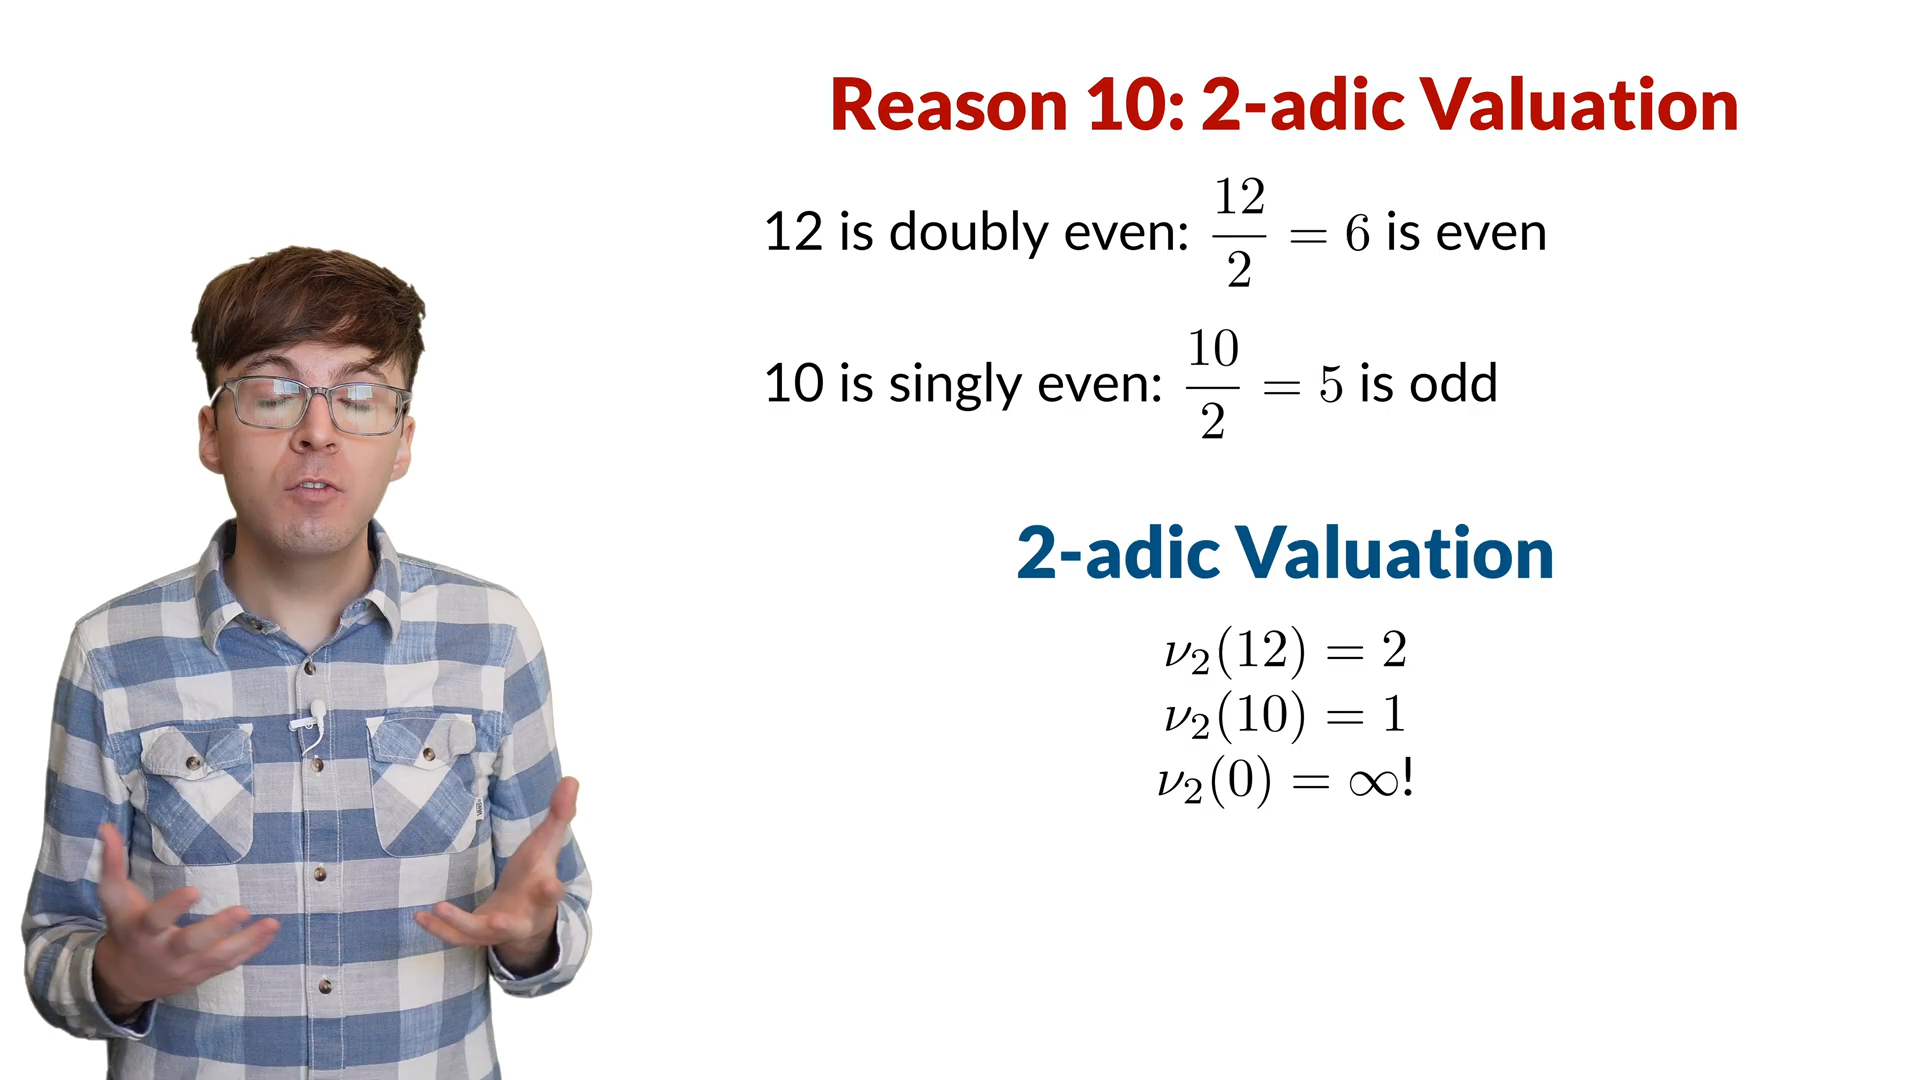 Reason 10: 2-adic Valuation
12 is doubly even: 12/2 = 6 is even
10 is singly even: 10/2 = 5 is odd
2-adic Valuation
ν₂(12) = 2
ν₂(10) = 1
ν₂(0) = ∞!